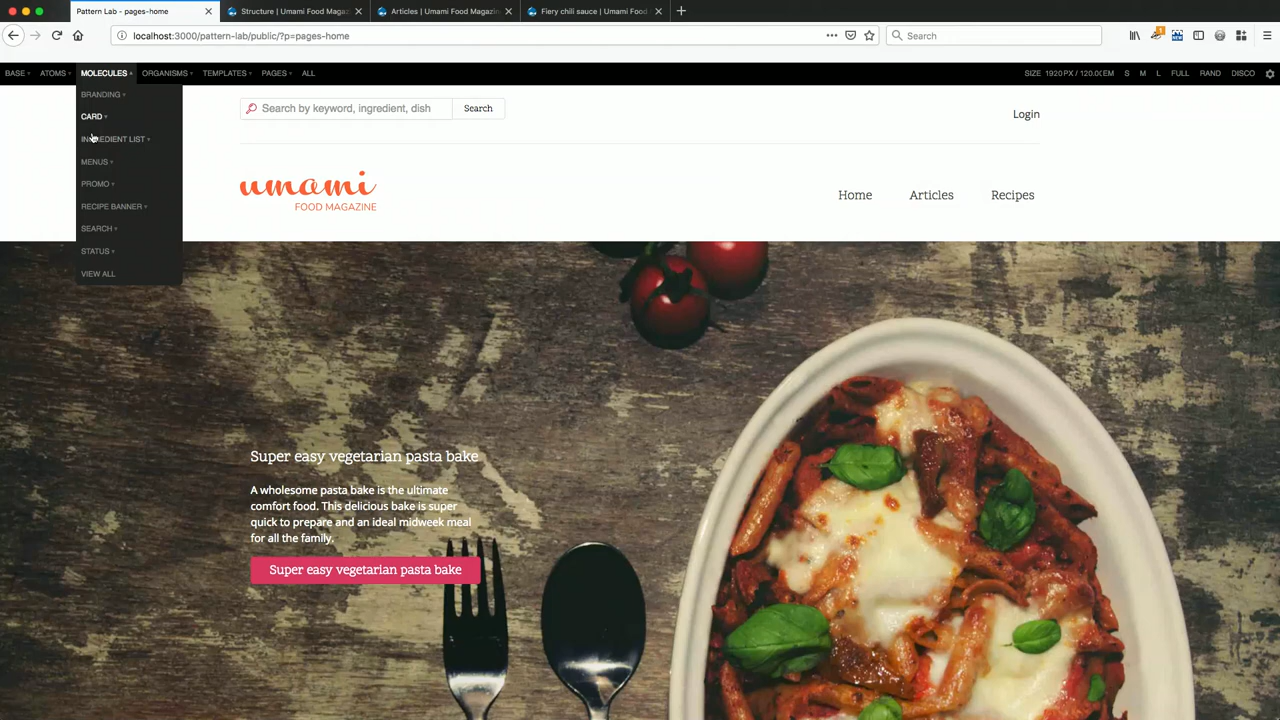 Pattern Lab - pages-home
Structure | Umami Food Magaz
Articles | Umami Food Magazin
Fiery chili sauce | Umami Food
localhost:3000/pattern-lab/public/?p=pages-home
Search
BASE ATOMS MOLECULES ORGANISMS TEMPLATES PAGES ALL
SIZE 1920PX / 120.00EM S M L FULL RAND DISCO
BRANDING
CARD
INGREDIENT LIST
MENUS
PROMO
RECIPE BANNER
SEARCH
STATUS
VIEW ALL
Search by keyword, ingredient, dish
Search
Login
umami
FOOD MAGAZINE
Home Articles Recipes
Super easy vegetarian pasta bake
A wholesome pasta bake is the ultimate
comfort food. This delicious bake is super
quick to prepare and an ideal midweek meal
for all the family.
Super easy vegetarian pasta bake